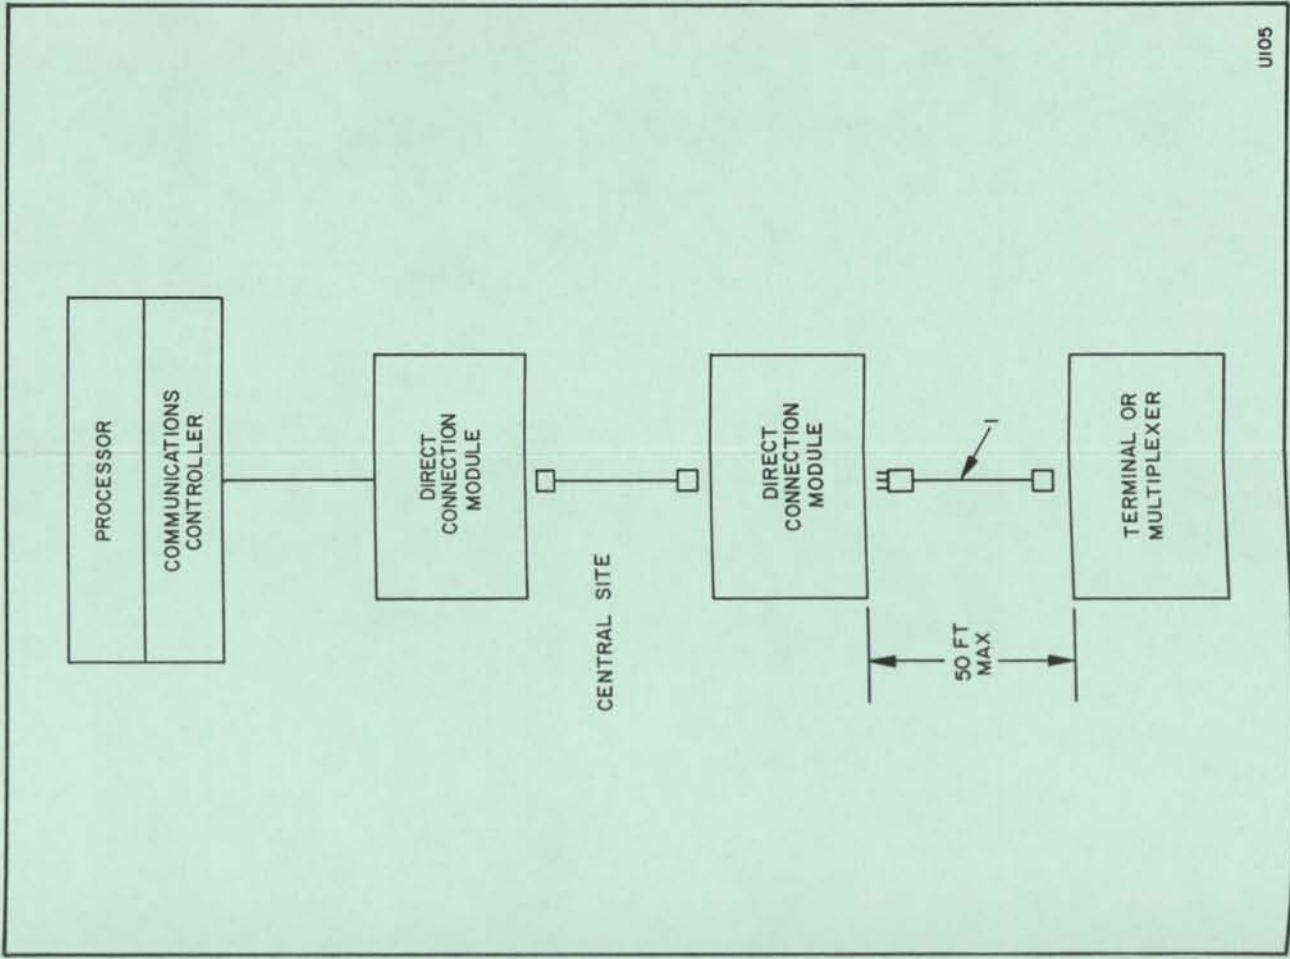 PROCESSOR
COMMUNICATIONS
CONTROLLER
DIRECT
CONNECTION
MODULE
CENTRAL SITE
DIRECT
CONNECTION
MODULE
1
50 FT
MAX
TERMINAL OR
MULTIPLEXER
U105